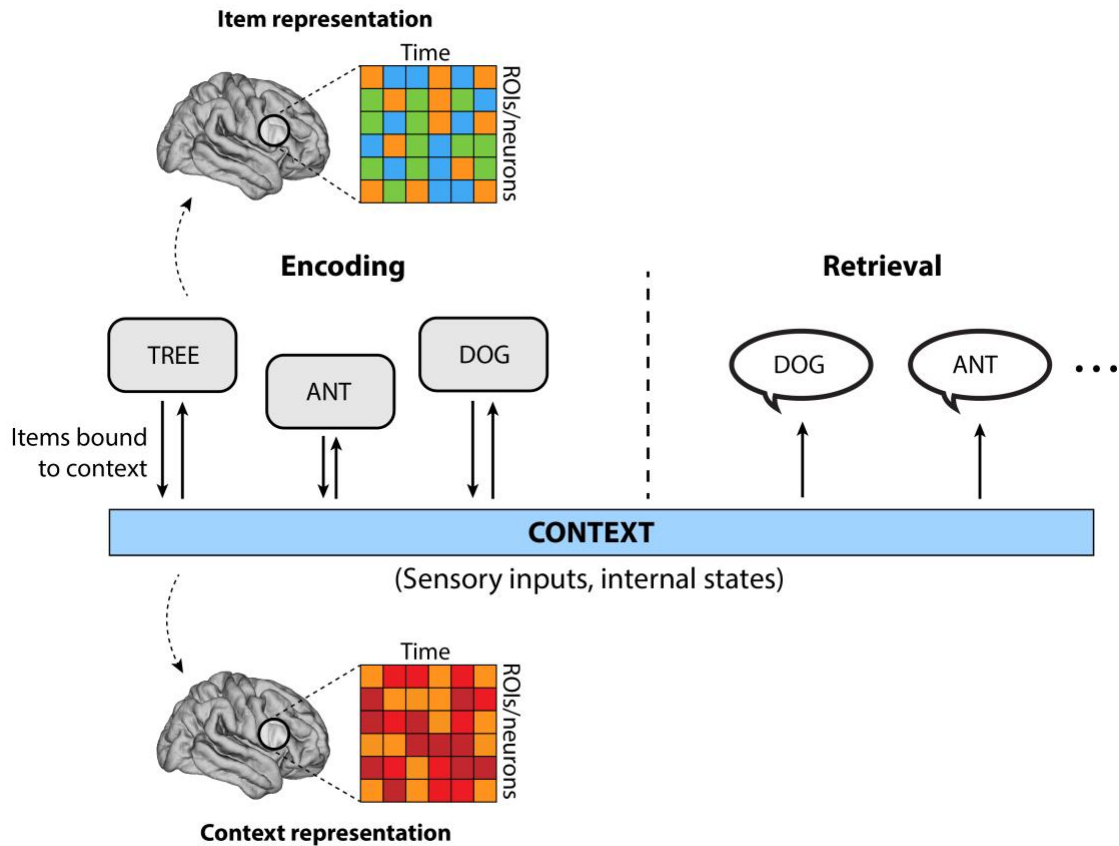 Item representation
Time
ROIs/neurons
Encoding
Retrieval
TREE
ANT
DOG
DOG
ANT
...
Items bound
to context
CONTEXT
(Sensory inputs, internal states)
Time
ROIs/neurons
Context representation